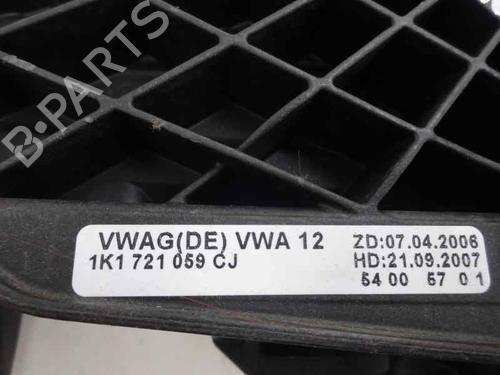 B-PARTS
VWAG(DE) VWA 12
ZD:07.04.2006
1K1 721 059 CJ
HD:21.09.2007
54 00 57 0 1